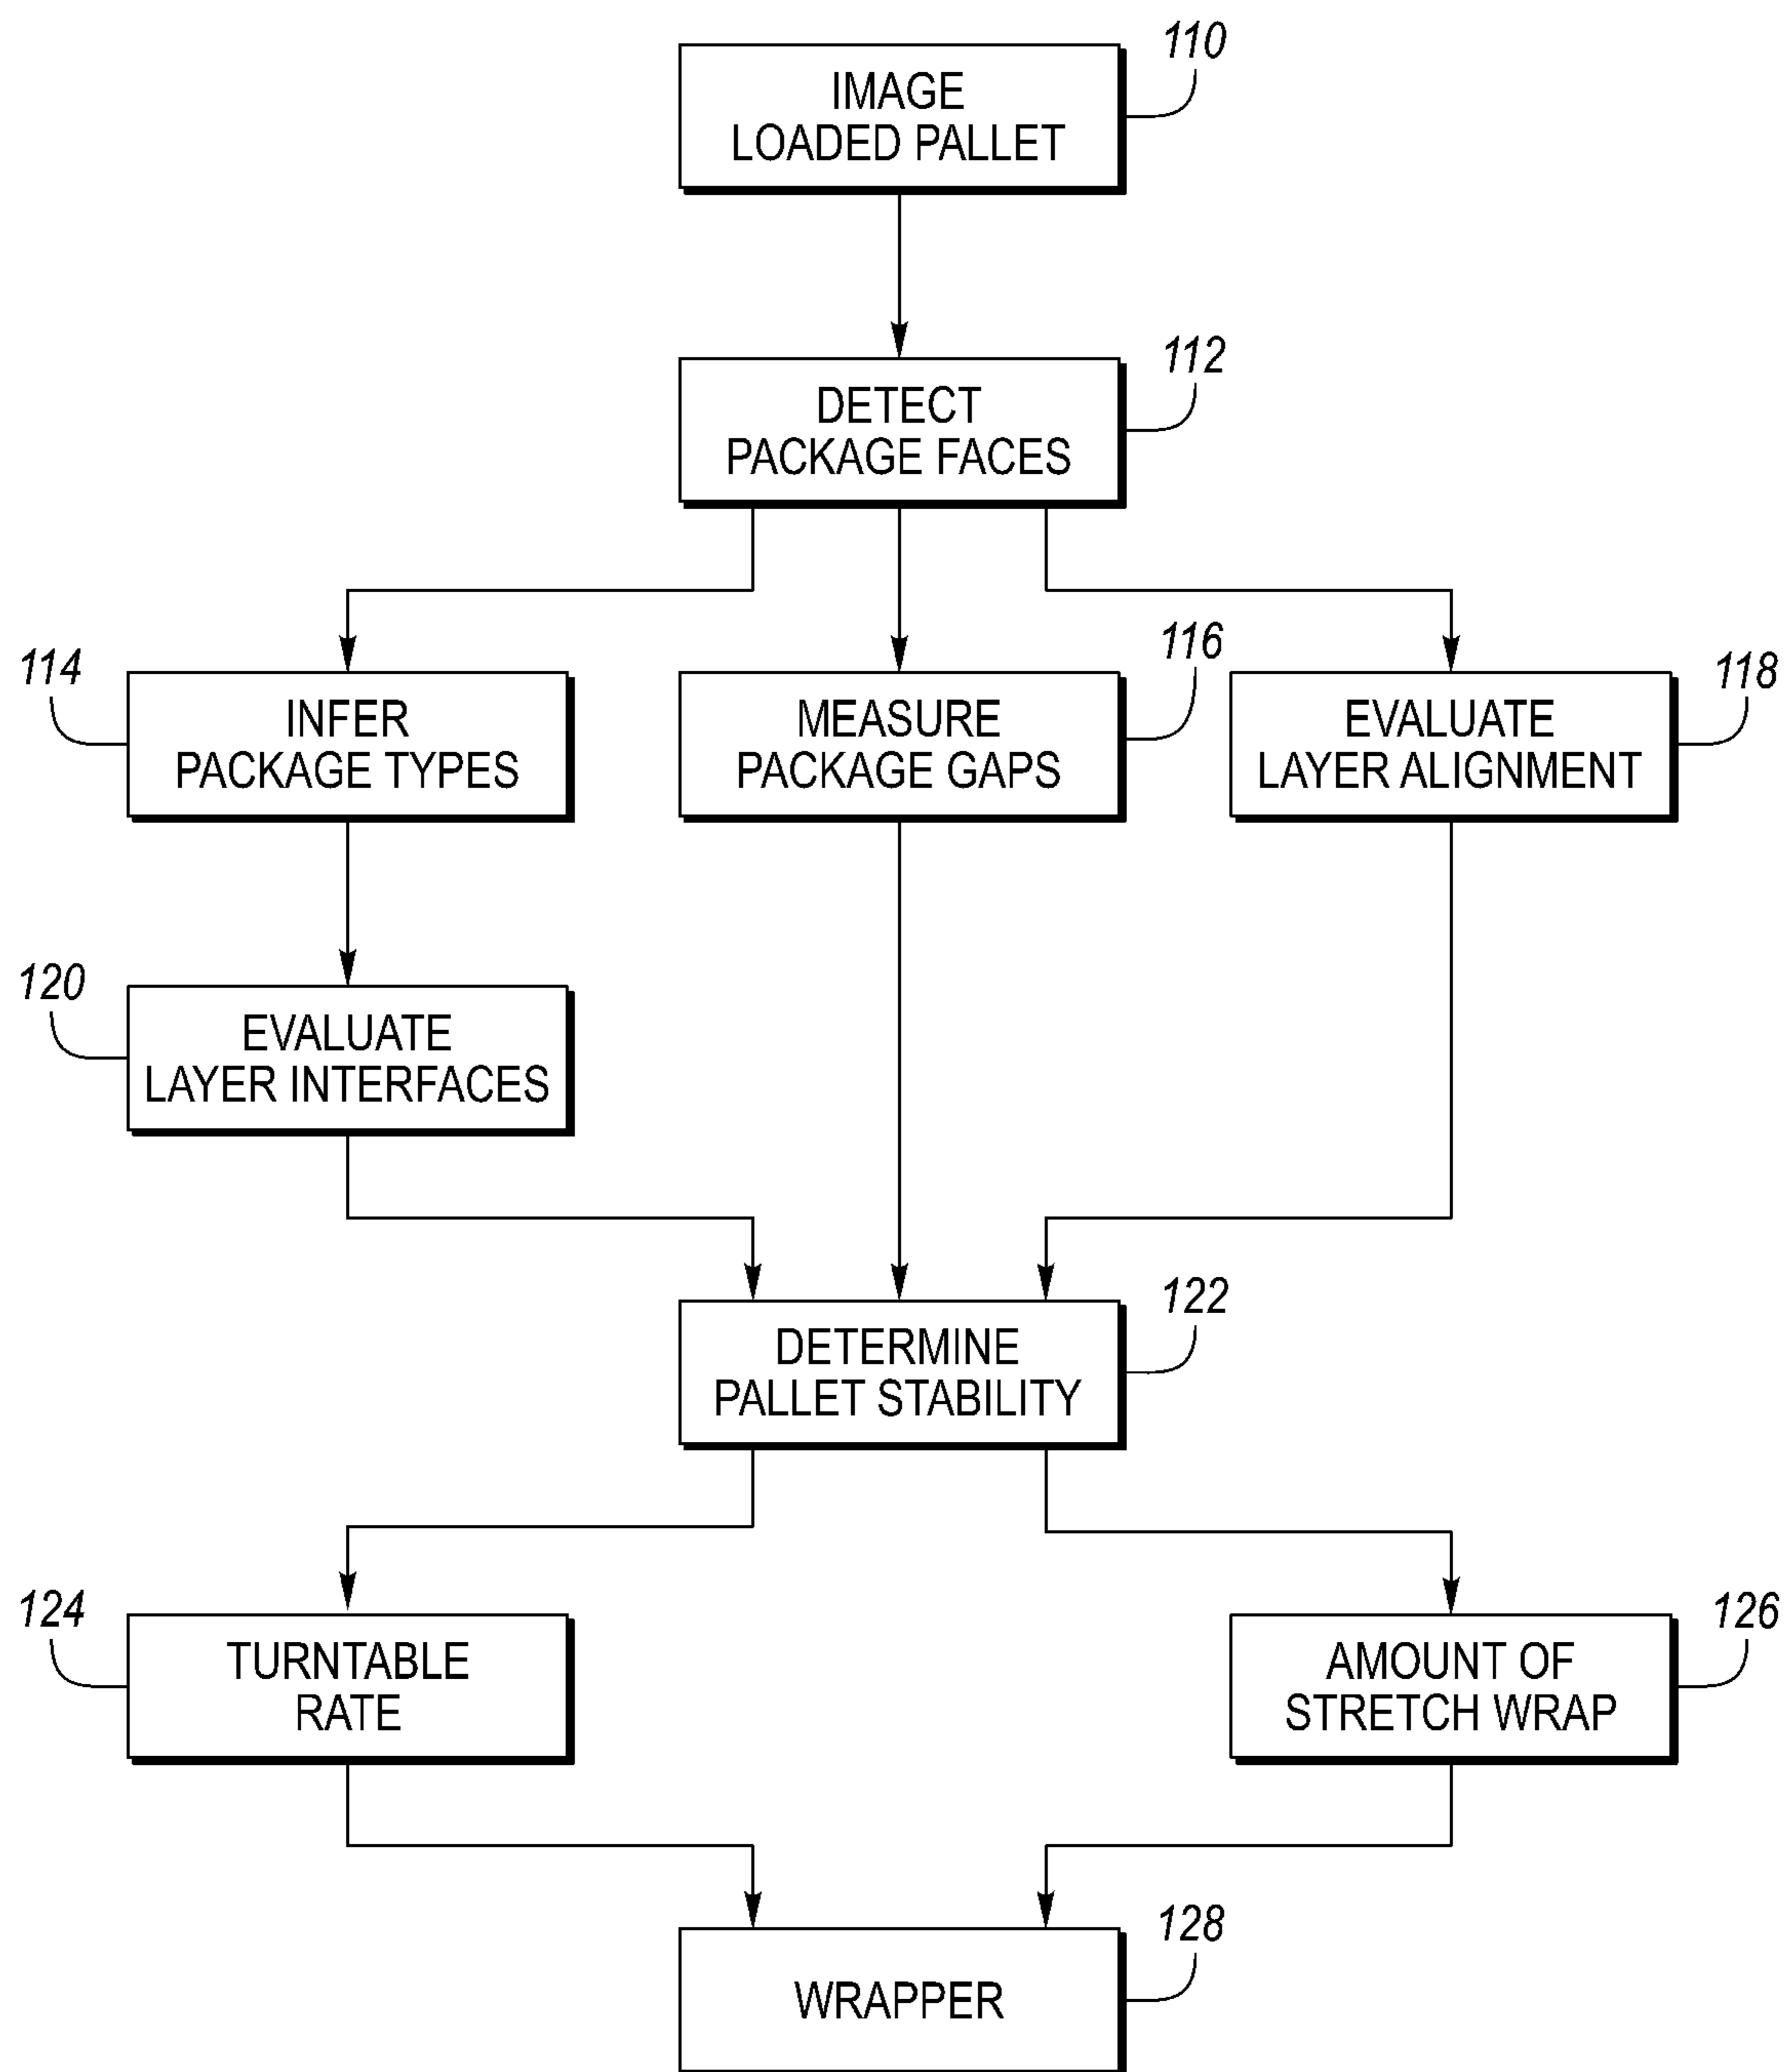 110
IMAGE
LOADED PALLET
112
DETECT
PACKAGE FACES
114
INFER
PACKAGE TYPES
116
MEASURE
PACKAGE GAPS
118
EVALUATE
LAYER ALIGNMENT
120
EVALUATE
LAYER INTERFACES
122
DETERMINE
PALLET STABILITY
124
TURNTABLE
RATE
126
AMOUNT OF
STRETCH WRAP
128
WRAPPER